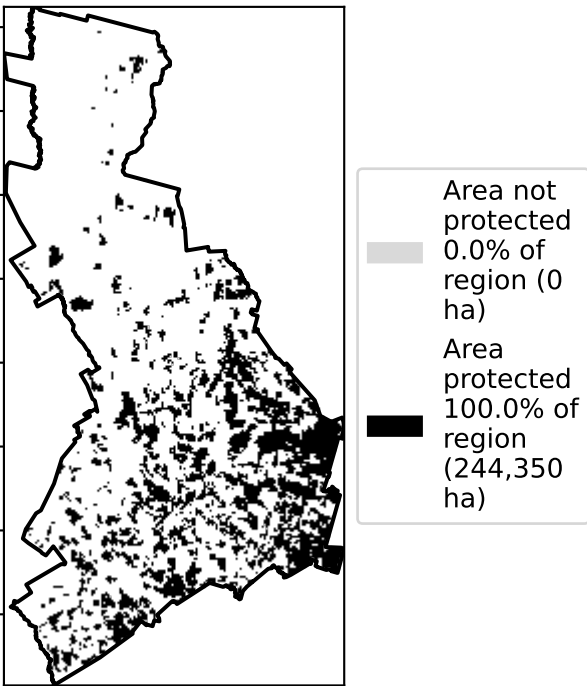 Area not
protected
0.0% of
region (0
ha)
Area
protected
100.0% of
region
(244,350
ha)